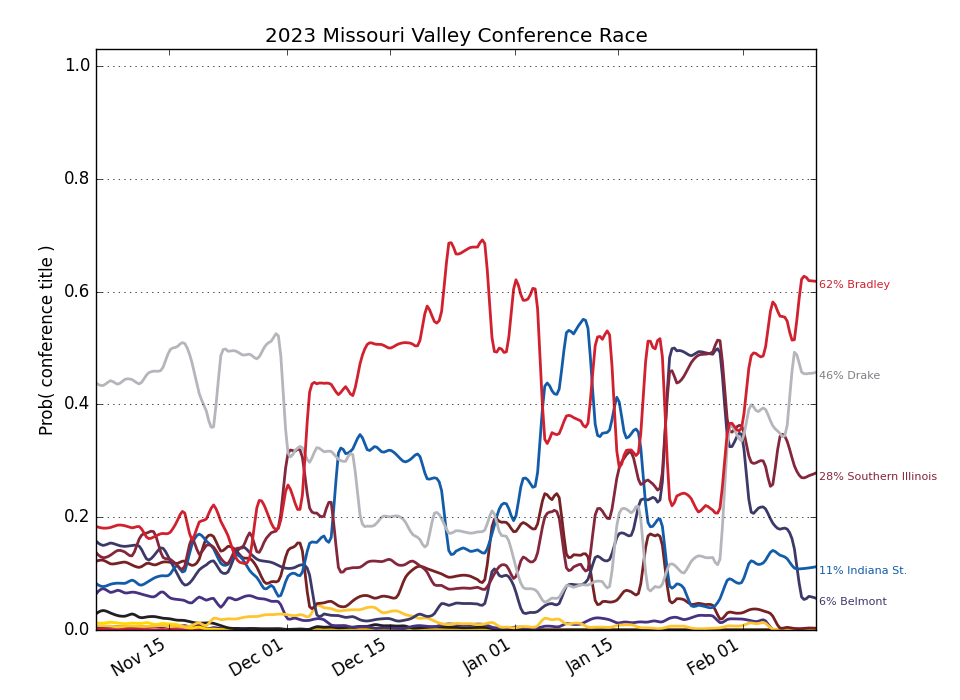 2023 Missouri Valley Conference Race
Prob( conference title )
1.0
0.8
0.6
0.4
0.2
0.0
Nov 15
Dec 01
Dec 15
Jan 01
Jan 15
Feb 01
62% Bradley
46% Drake
28% Southern Illinois
11% Indiana St.
6% Belmont